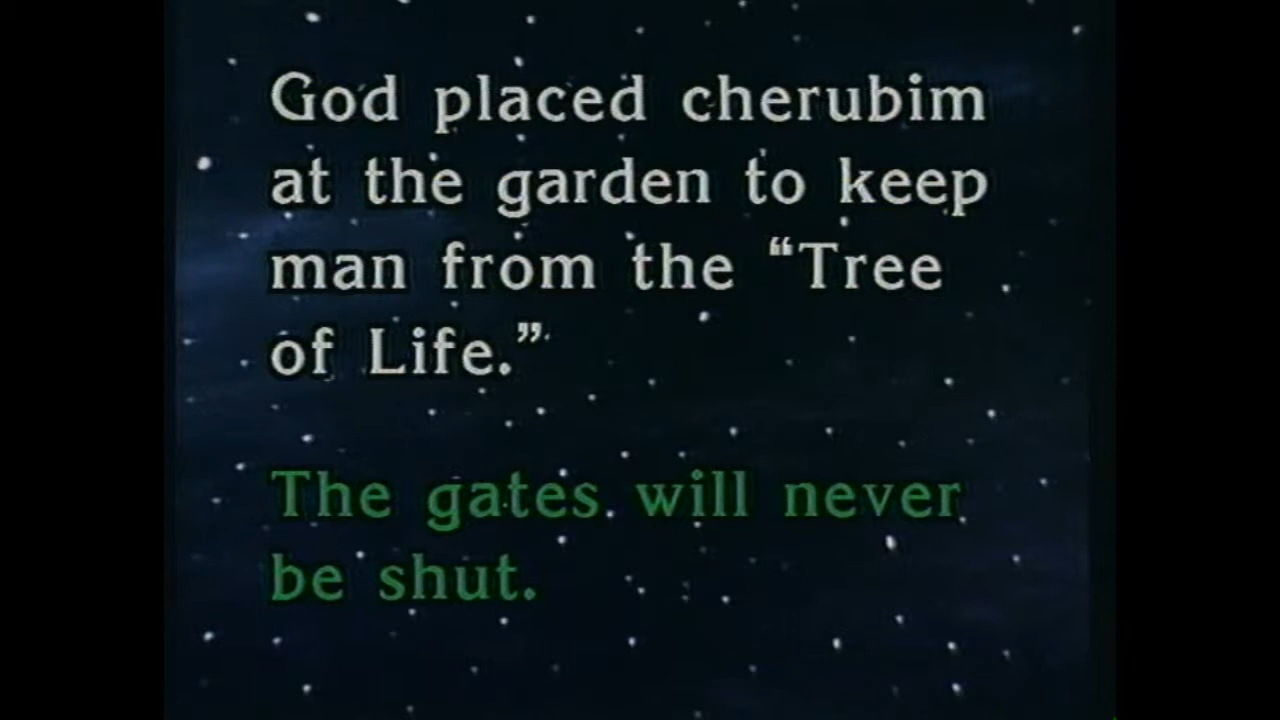 God placed cherubim
at the garden to keep
man from the “Tree
of Life.”
The gates will never
be shut.